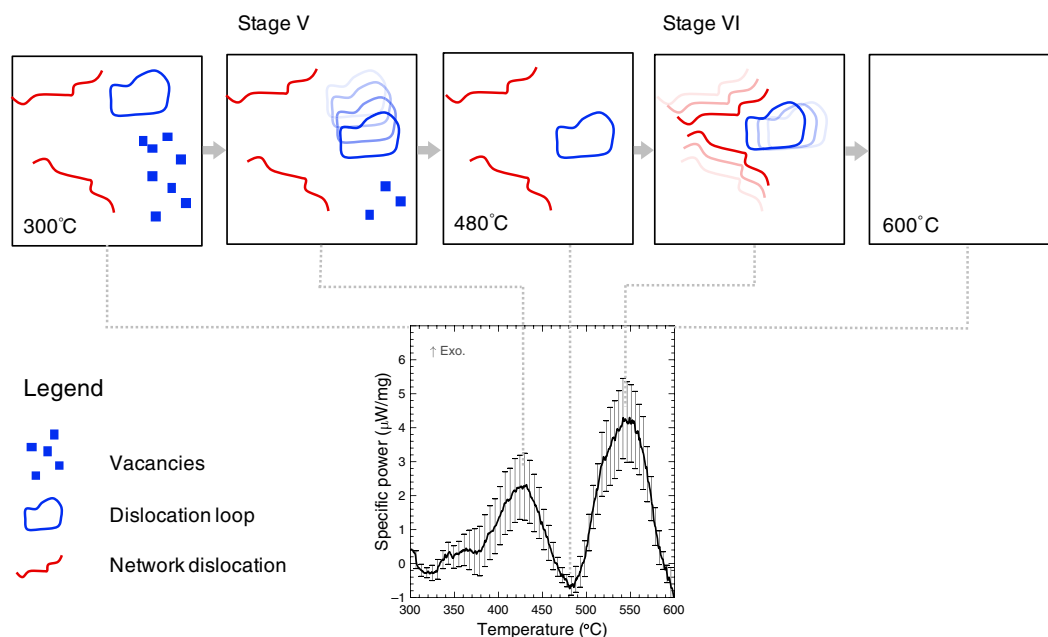 Stage V
Stage VI
300°C
480°C
600°C
Legend
Vacancies
Dislocation loop
Network dislocation
↑ Exo.
Specific power (µW/mg)
6
5
4
3
2
1
0
−1
300 350 400 450 500 550 600
Temperature (°C)